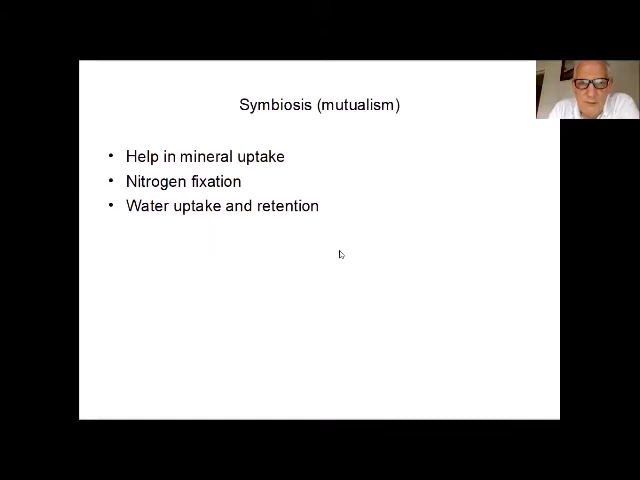 Symbiosis (mutualism)
• Help in mineral uptake
• Nitrogen fixation
• Water uptake and retention